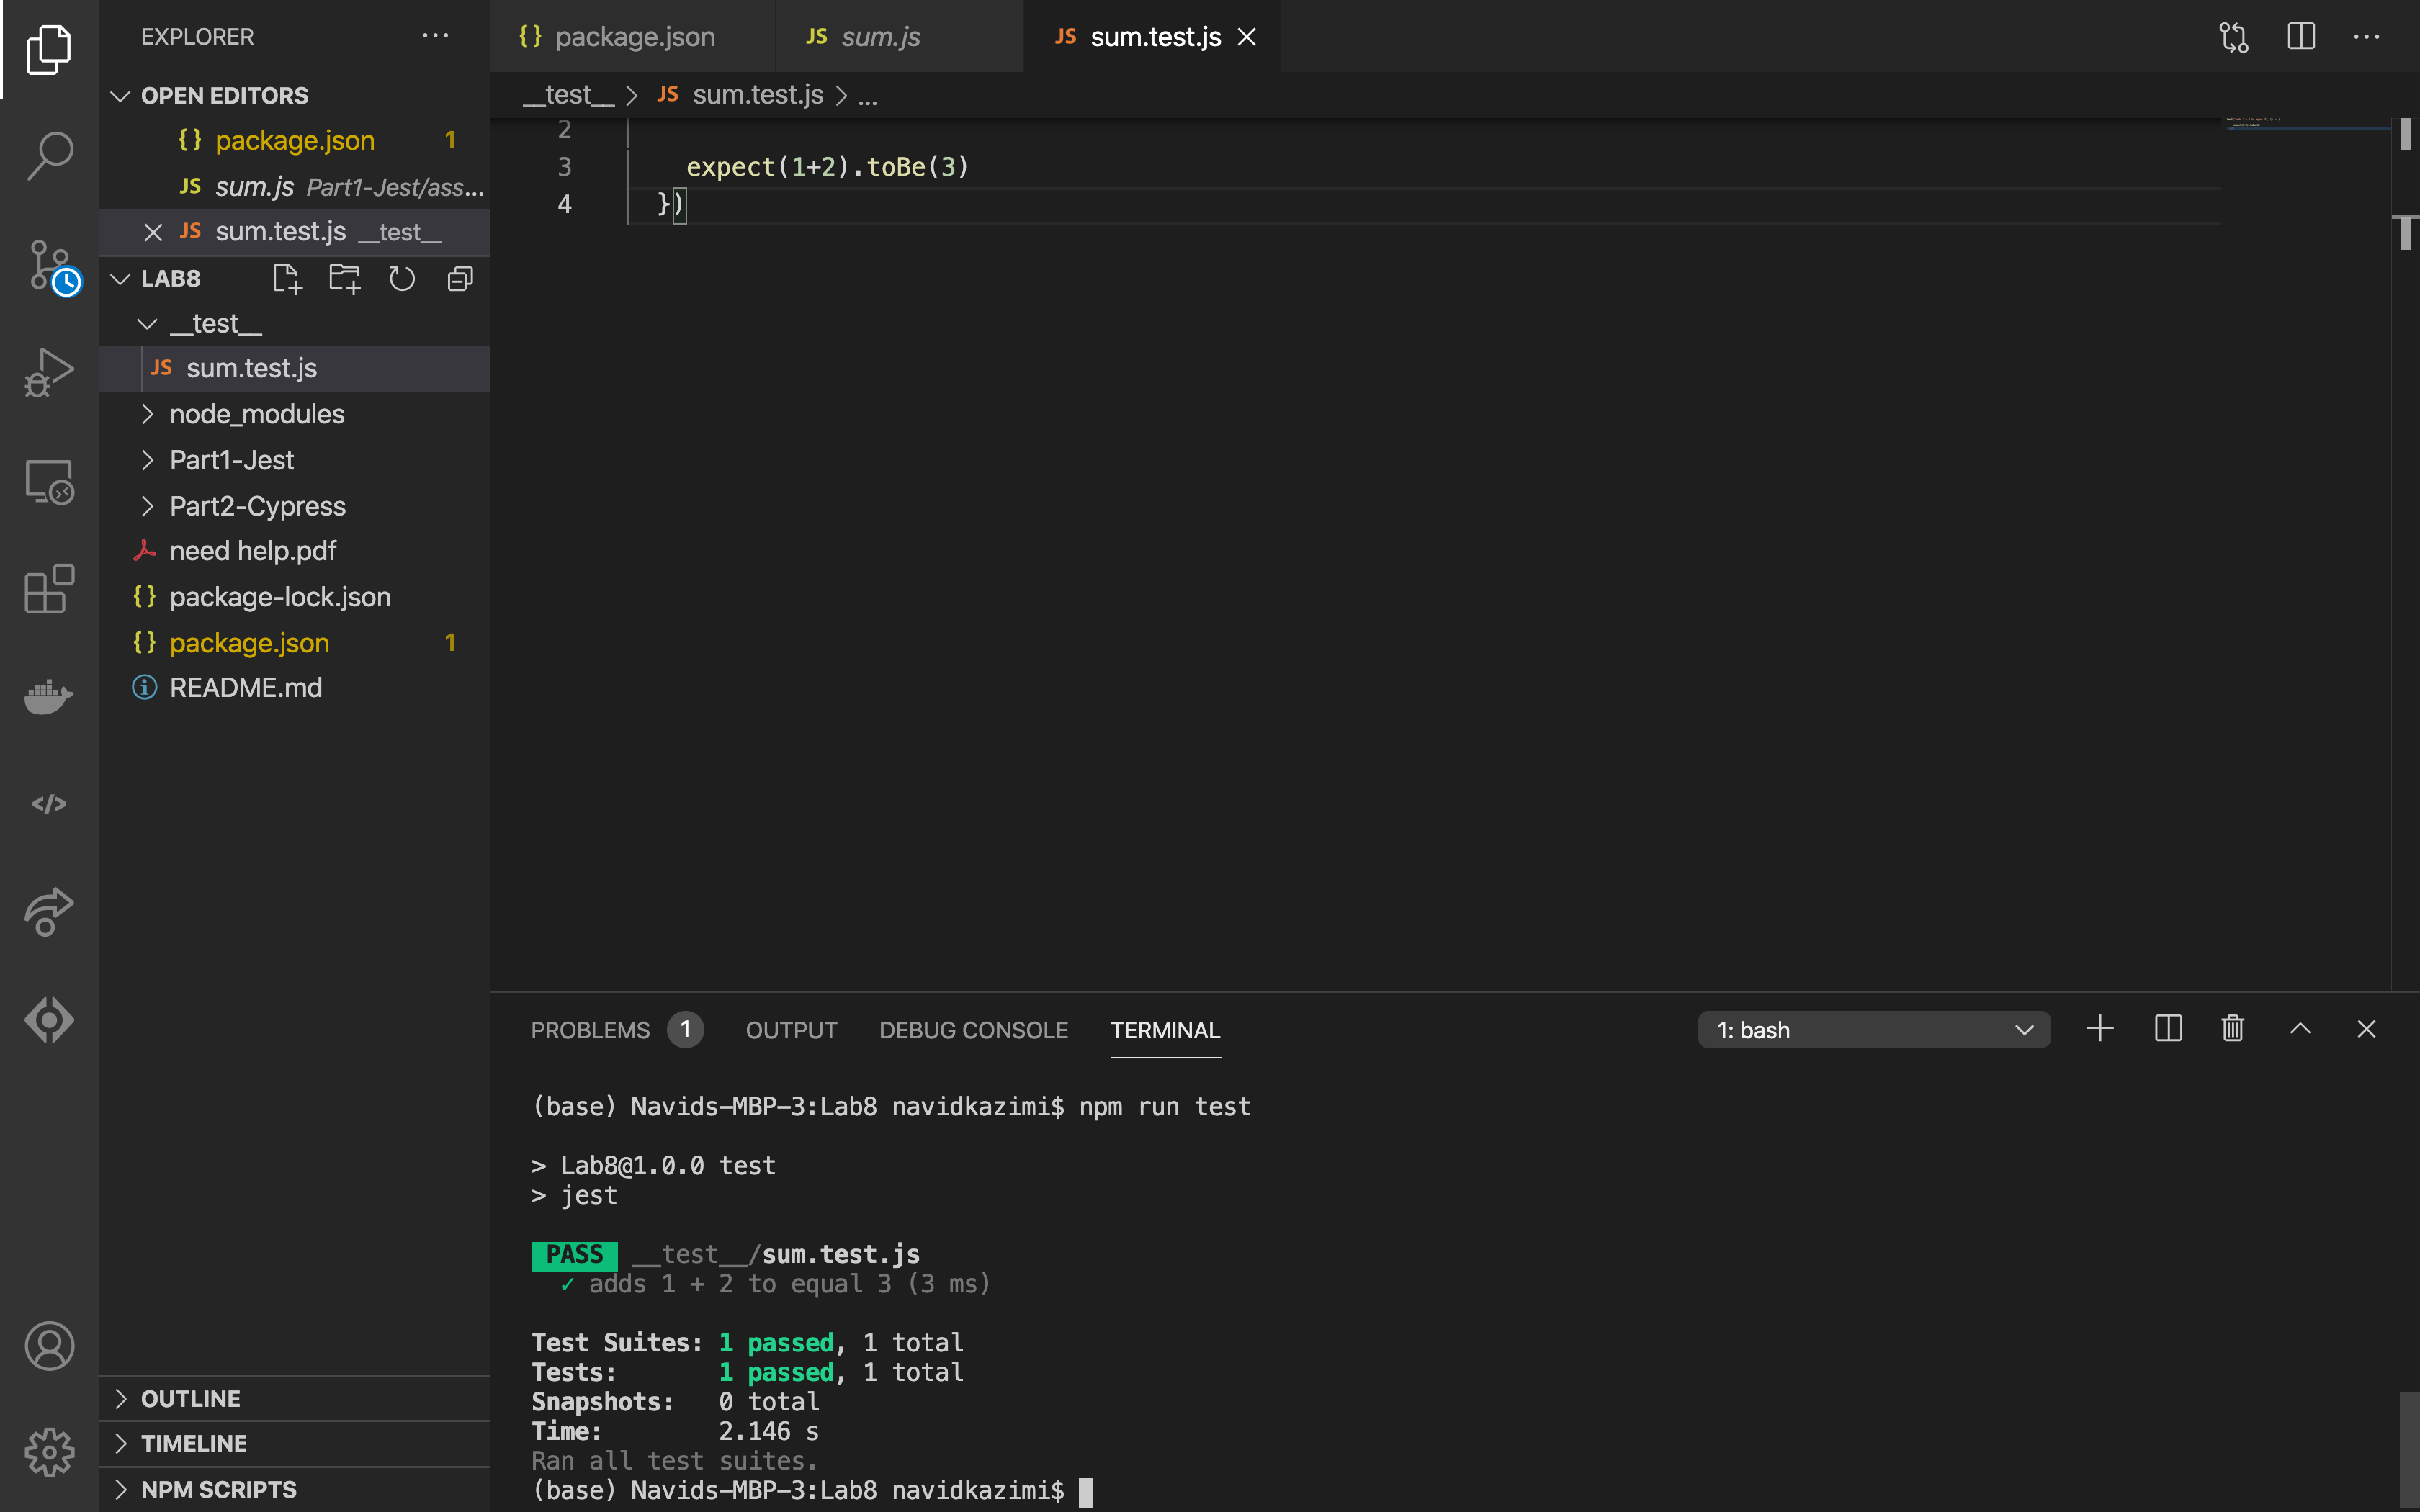 EXPLORER
OPEN EDITORS
{} package.json 1
JS sum.js Part1-Jest/ass...
JS sum.test.js __test__
LAB8
__test__
JS sum.test.js
node_modules
Part1-Jest
Part2-Cypress
need help.pdf
{} package-lock.json
{} package.json 1
README.md
OUTLINE
TIMELINE
NPM SCRIPTS
{} package.json JS sum.js JS sum.test.js
__test__ > JS sum.test.js > ...
2
3 expect(1+2).toBe(3)
4 })
PROBLEMS 1 OUTPUT DEBUG CONSOLE TERMINAL 1: bash
(base) Navids-MBP-3:Lab8 navidkazimi$ npm run test
> Lab8@1.0.0 test
> jest
PASS __test__/sum.test.js
✓ adds 1 + 2 to equal 3 (3 ms)
Test Suites: 1 passed, 1 total
Tests: 1 passed, 1 total
Snapshots: 0 total
Time: 2.146 s
Ran all test suites.
(base) Navids-MBP-3:Lab8 navidkazimi$